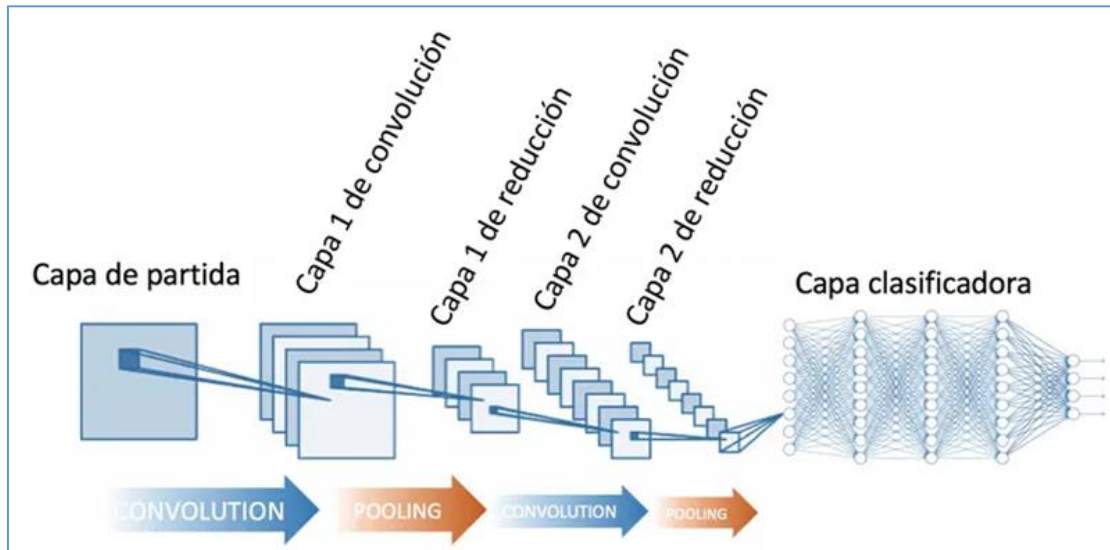 Capa de partida
Capa 1 de convolución
Capa 1 de reducción
Capa 2 de convolución
Capa 2 de reducción
Capa clasificadora
CONVOLUTION
POOLING
CONVOLUTION
POOLING